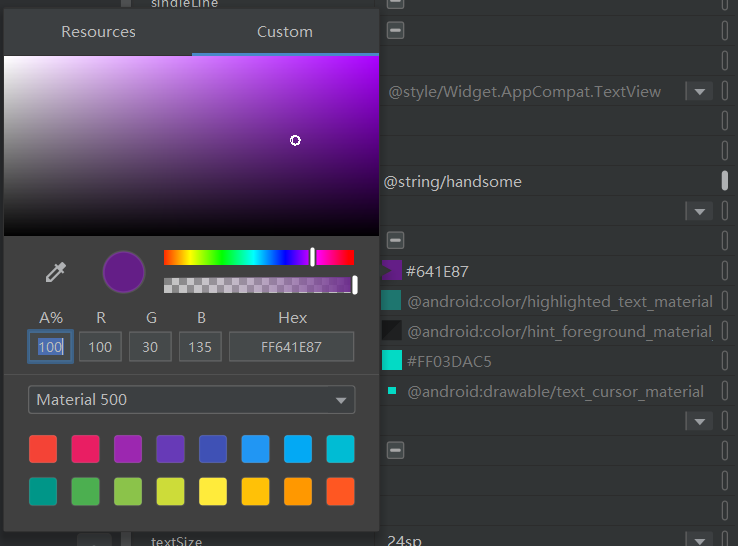 singleLine
Resources
Custom
@style/Widget.AppCompat.TextView
@string/handsome
#641E87
@android:color/highlighted_text_material
@android:color/hint_foreground_material
#FF03DAC5
@android:drawable/text_cursor_material
A% R G B Hex
100 100 30 135 FF641E87
Material 500
textSize 24sp